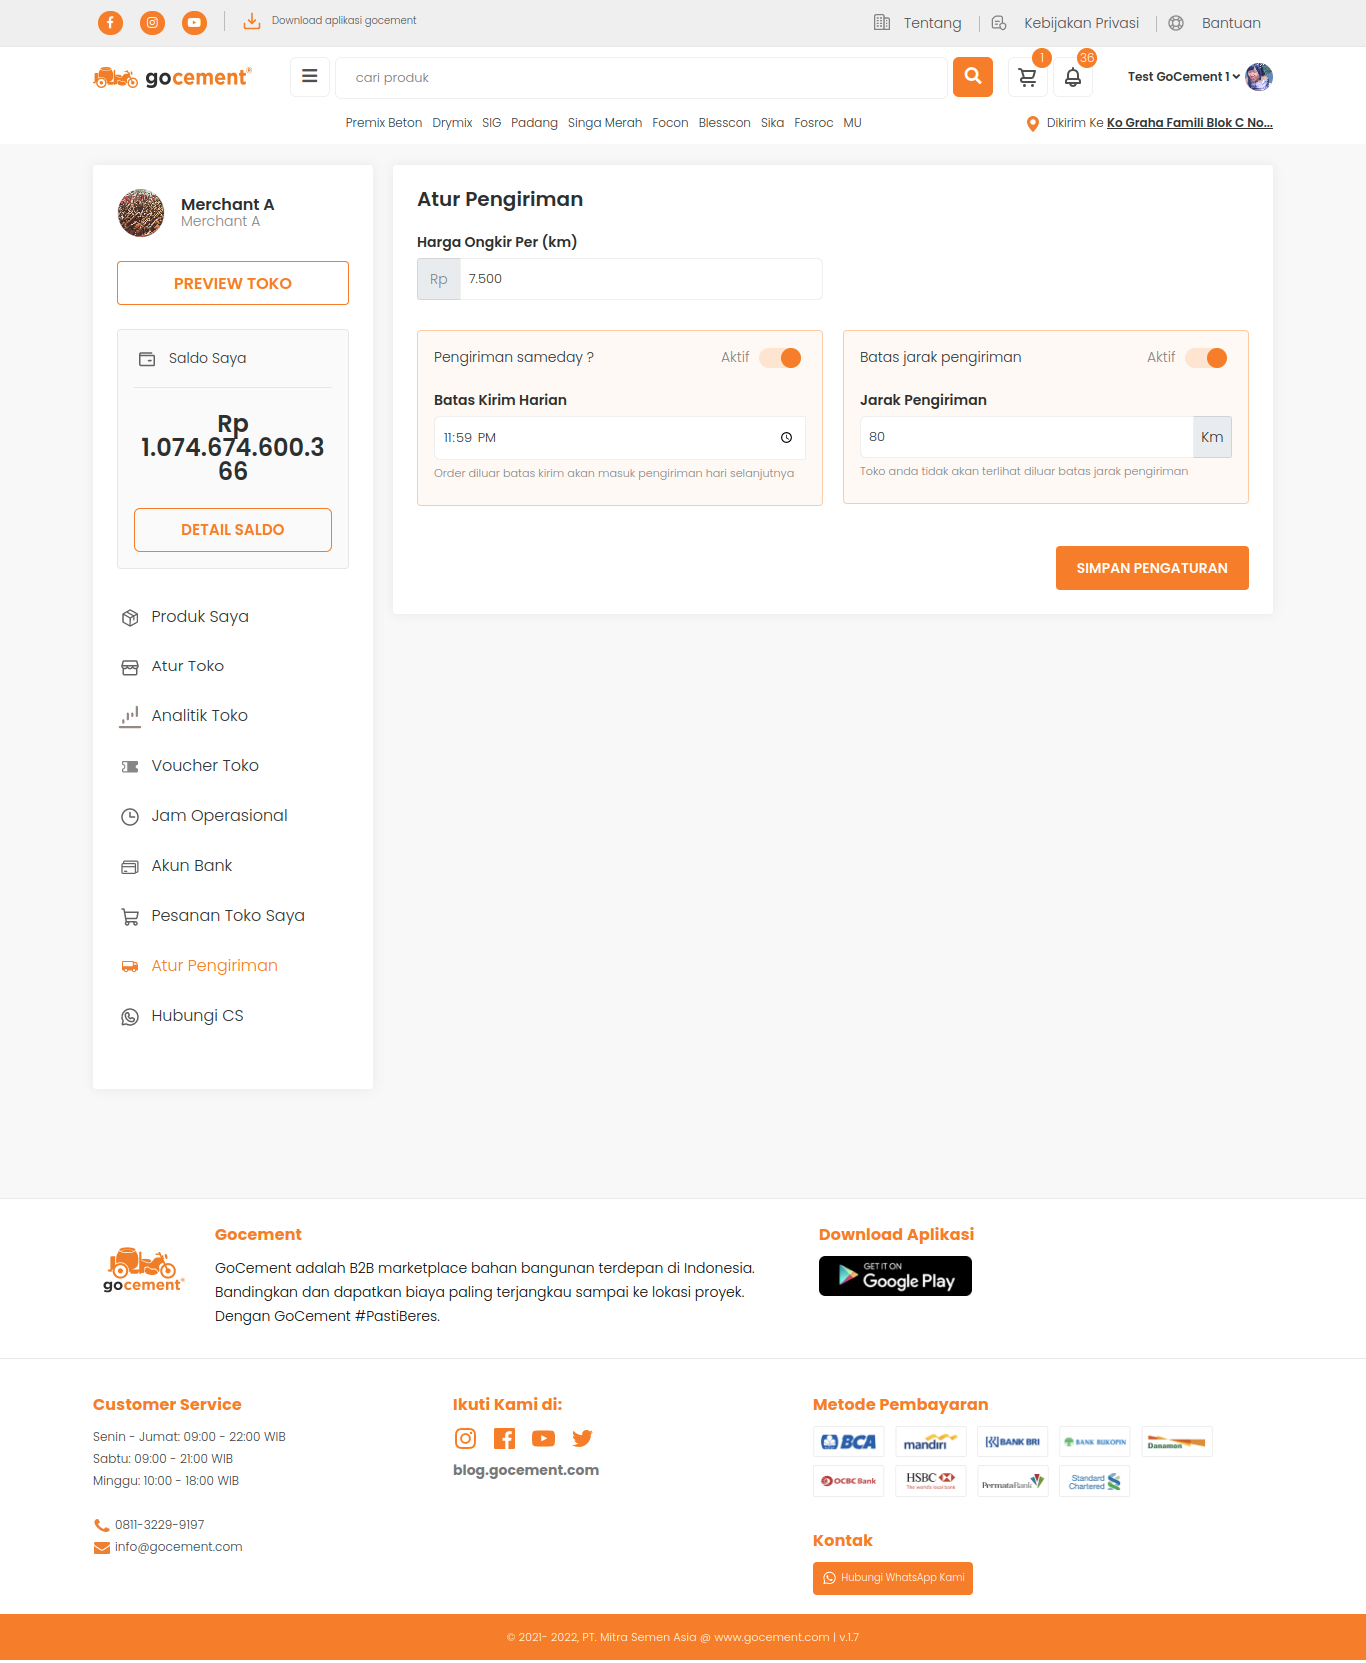 Download aplikasi gocement
Tentang
Kebijakan Privasi
Bantuan
gocement
cari produk
1
36
Test GoCement 1
Premix Beton Drymix SIG Padang Singa Merah Focon Blesscon Sika Fosroc MU
Dikirim Ke Ko Graha Famili Blok C No...
Merchant A
Merchant A
PREVIEW TOKO
Saldo Saya
Rp
1.074.674.600.3
66
DETAIL SALDO
Produk Saya
Atur Toko
Analitik Toko
Voucher Toko
Jam Operasional
Akun Bank
Pesanan Toko Saya
Atur Pengiriman
Hubungi CS
Atur Pengiriman
Harga Ongkir Per (km)
Rp 7.500
Pengiriman sameday ? Aktif
Batas Kirim Harian
11:59 PM
Order diluar batas kirim akan masuk pengiriman hari selanjutnya
Batas jarak pengiriman Aktif
Jarak Pengiriman
80 Km
Toko anda tidak akan terlihat diluar batas jarak pengiriman
SIMPAN PENGATURAN
gocement
Gocement
GoCement adalah B2B marketplace bahan bangunan terdepan di Indonesia.
Bandingkan dan dapatkan biaya paling terjangkau sampai ke lokasi proyek.
Dengan GoCement #PastiBeres.
Download Aplikasi
GET IT ON
Google Play
Customer Service
Senin - Jumat: 09:00 - 22:00 WIB
Sabtu: 09:00 - 21:00 WIB
Minggu: 10:00 - 18:00 WIB
0811-3229-9197
info@gocement.com
Ikuti Kami di:
blog.gocement.com
Metode Pembayaran
BCA
mandiri
BANK BRI
BANK BUKOPIN
Danamon
OCBC Bank
HSBC
The world's local bank
PermataBank
Standard
Chartered
Kontak
Hubungi WhatsApp Kami
© 2021- 2022, PT. Mitra Semen Asia @ www.gocement.com | v.1.7